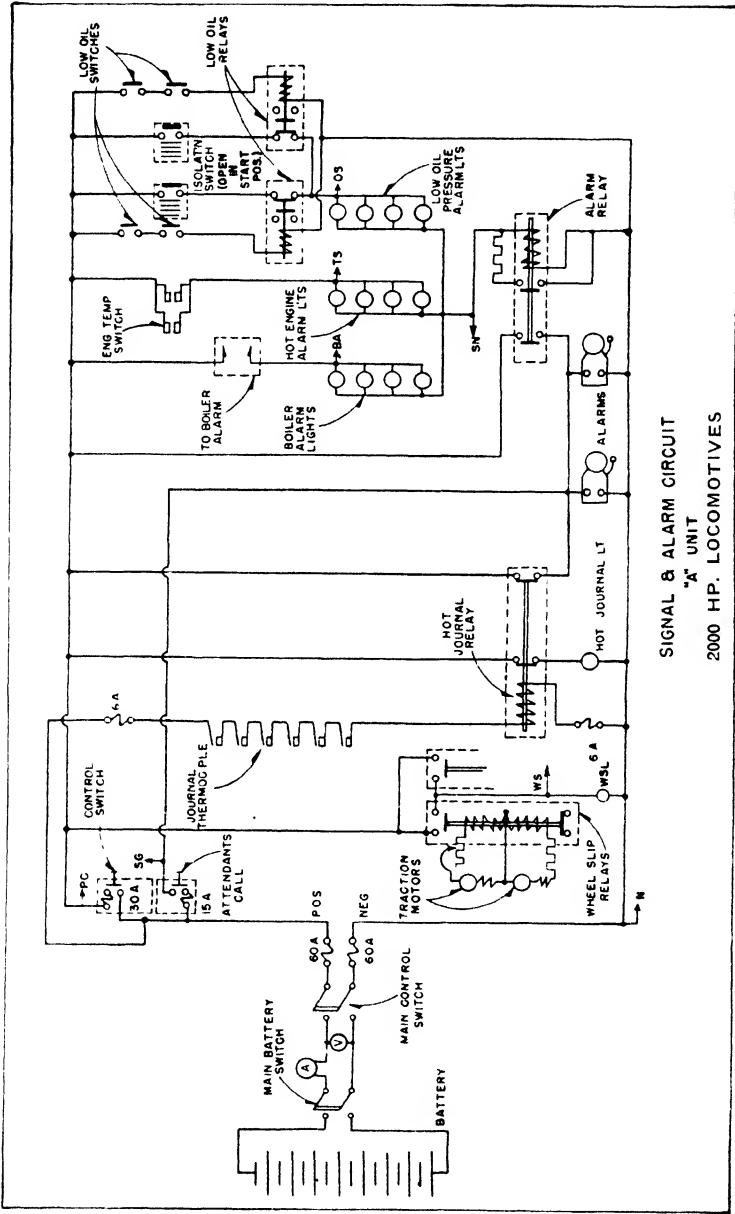 LOW OIL
SWITCHES
LOW OIL
RELAYS
ISOLAT'N
SWITCH
(OPEN
IN
START
POS.)
OS
LOW OIL
PRESSURE
ALARM LTS
ALARM
RELAY
ENG TEMP
SWITCH
TS
HOT ENGINE
ALARM LTS
SN
TO BOILER
ALARM
BA
BOILER
ALARM
LIGHTS
ALARMS
HOT
JOURNAL
RELAY
HOT JOURNAL LT
6A
JOURNAL
THERMOC'PLE
6A
CONTROL
SWITCH
PC
30A
SG
15A
ATTENDANTS
CALL
WS
WSL
TRACTION
MOTORS
WHEEL SLIP
RELAYS
POS
NEG
60A
60A
N
MAIN CONTROL
SWITCH
MAIN BATTERY
SWITCH
A
V
BATTERY
SIGNAL & ALARM CIRCUIT
"A" UNIT
2000 HP. LOCOMOTIVES